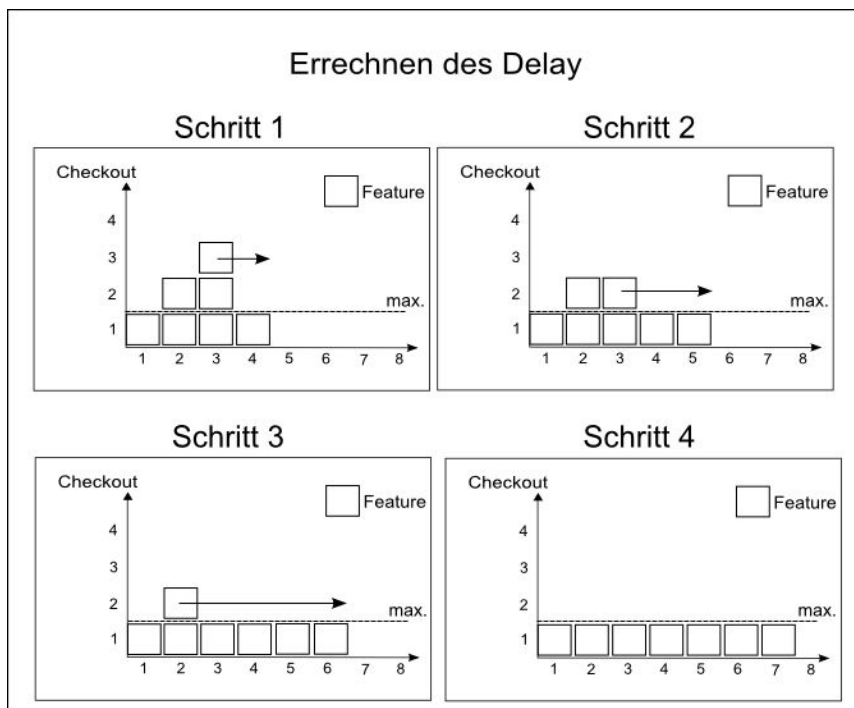 Errechnen des Delay
Schritt 1
Checkout
Feature
4
3
2
max.
1
1 2 3 4 5 6 7 8
Schritt 2
Checkout
Feature
4
3
2
max.
1
1 2 3 4 5 6 7 8
Schritt 3
Checkout
Feature
4
3
2
max.
1
1 2 3 4 5 6 7 8
Schritt 4
Checkout
Feature
4
3
2
max.
1
1 2 3 4 5 6 7 8